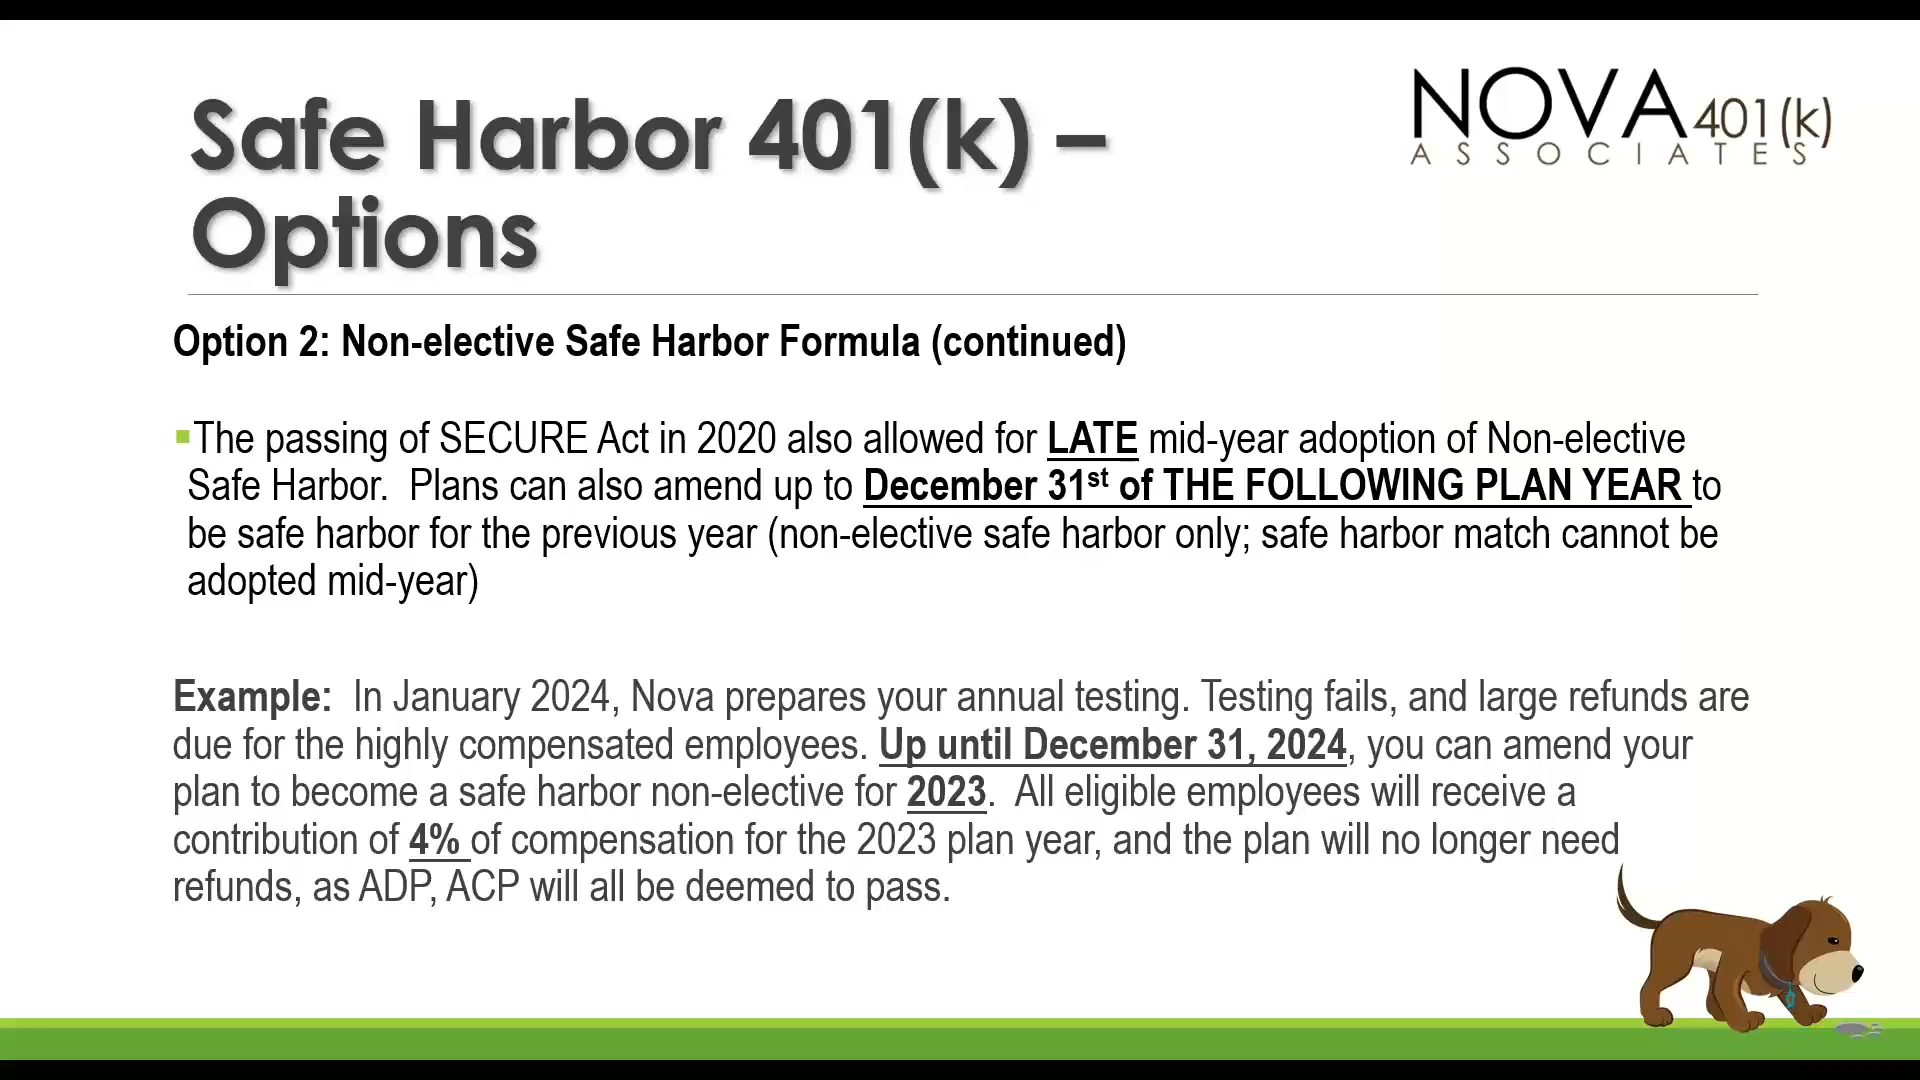 Safe Harbor 401(k) –
Options
NOVA 401(k)
ASSOCIATES
Option 2: Non-elective Safe Harbor Formula (continued)
▪The passing of SECURE Act in 2020 also allowed for LATE mid-year adoption of Non-elective
Safe Harbor. Plans can also amend up to December 31st of THE FOLLOWING PLAN YEAR to
be safe harbor for the previous year (non-elective safe harbor only; safe harbor match cannot be
adopted mid-year)
Example: In January 2024, Nova prepares your annual testing. Testing fails, and large refunds are
due for the highly compensated employees. Up until December 31, 2024, you can amend your
plan to become a safe harbor non-elective for 2023. All eligible employees will receive a
contribution of 4% of compensation for the 2023 plan year, and the plan will no longer need
refunds, as ADP, ACP will all be deemed to pass.